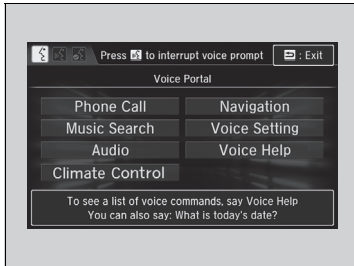 Press to interrupt voice prompt
: Exit
Voice Portal
Phone Call
Navigation
Music Search
Voice Setting
Audio
Voice Help
Climate Control
To see a list of voice commands, say Voice Help
You can also say: What is today's date?